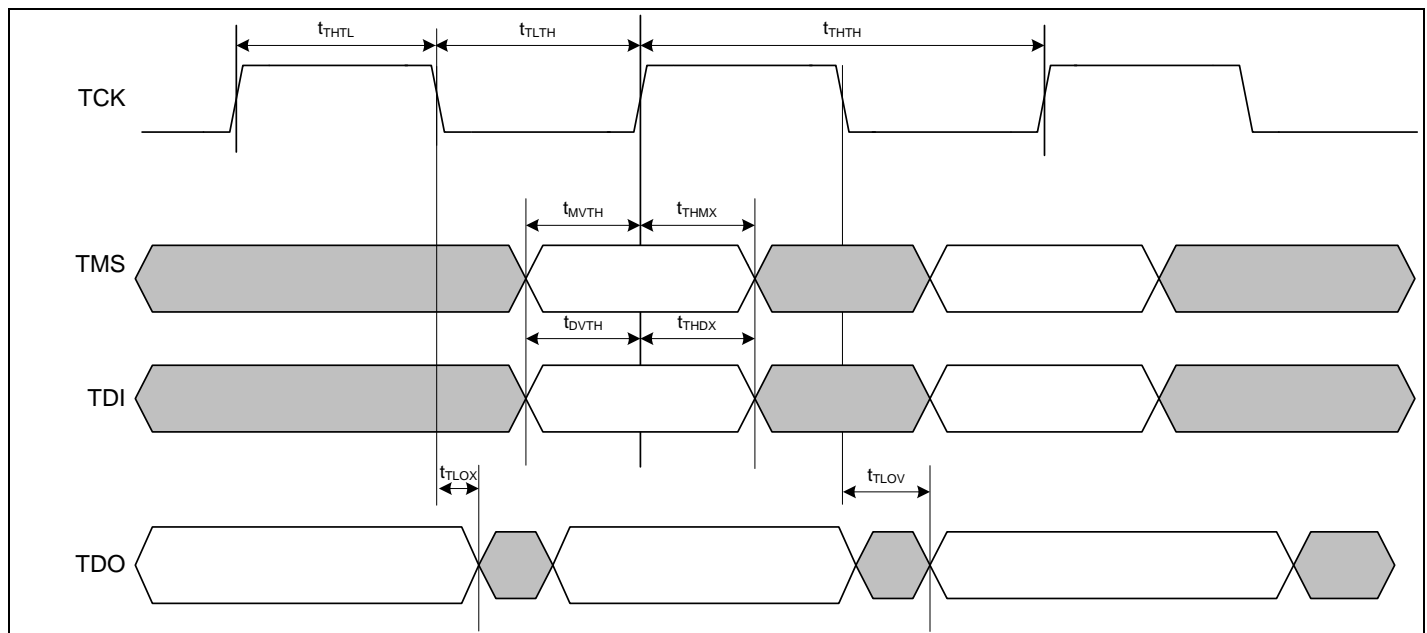 tTHTL tTLTH tTHTH
TCK
tMVTH tTHMX
TMS
tDVTH tTHDX
TDI
tTLOX tTLOV
TDO